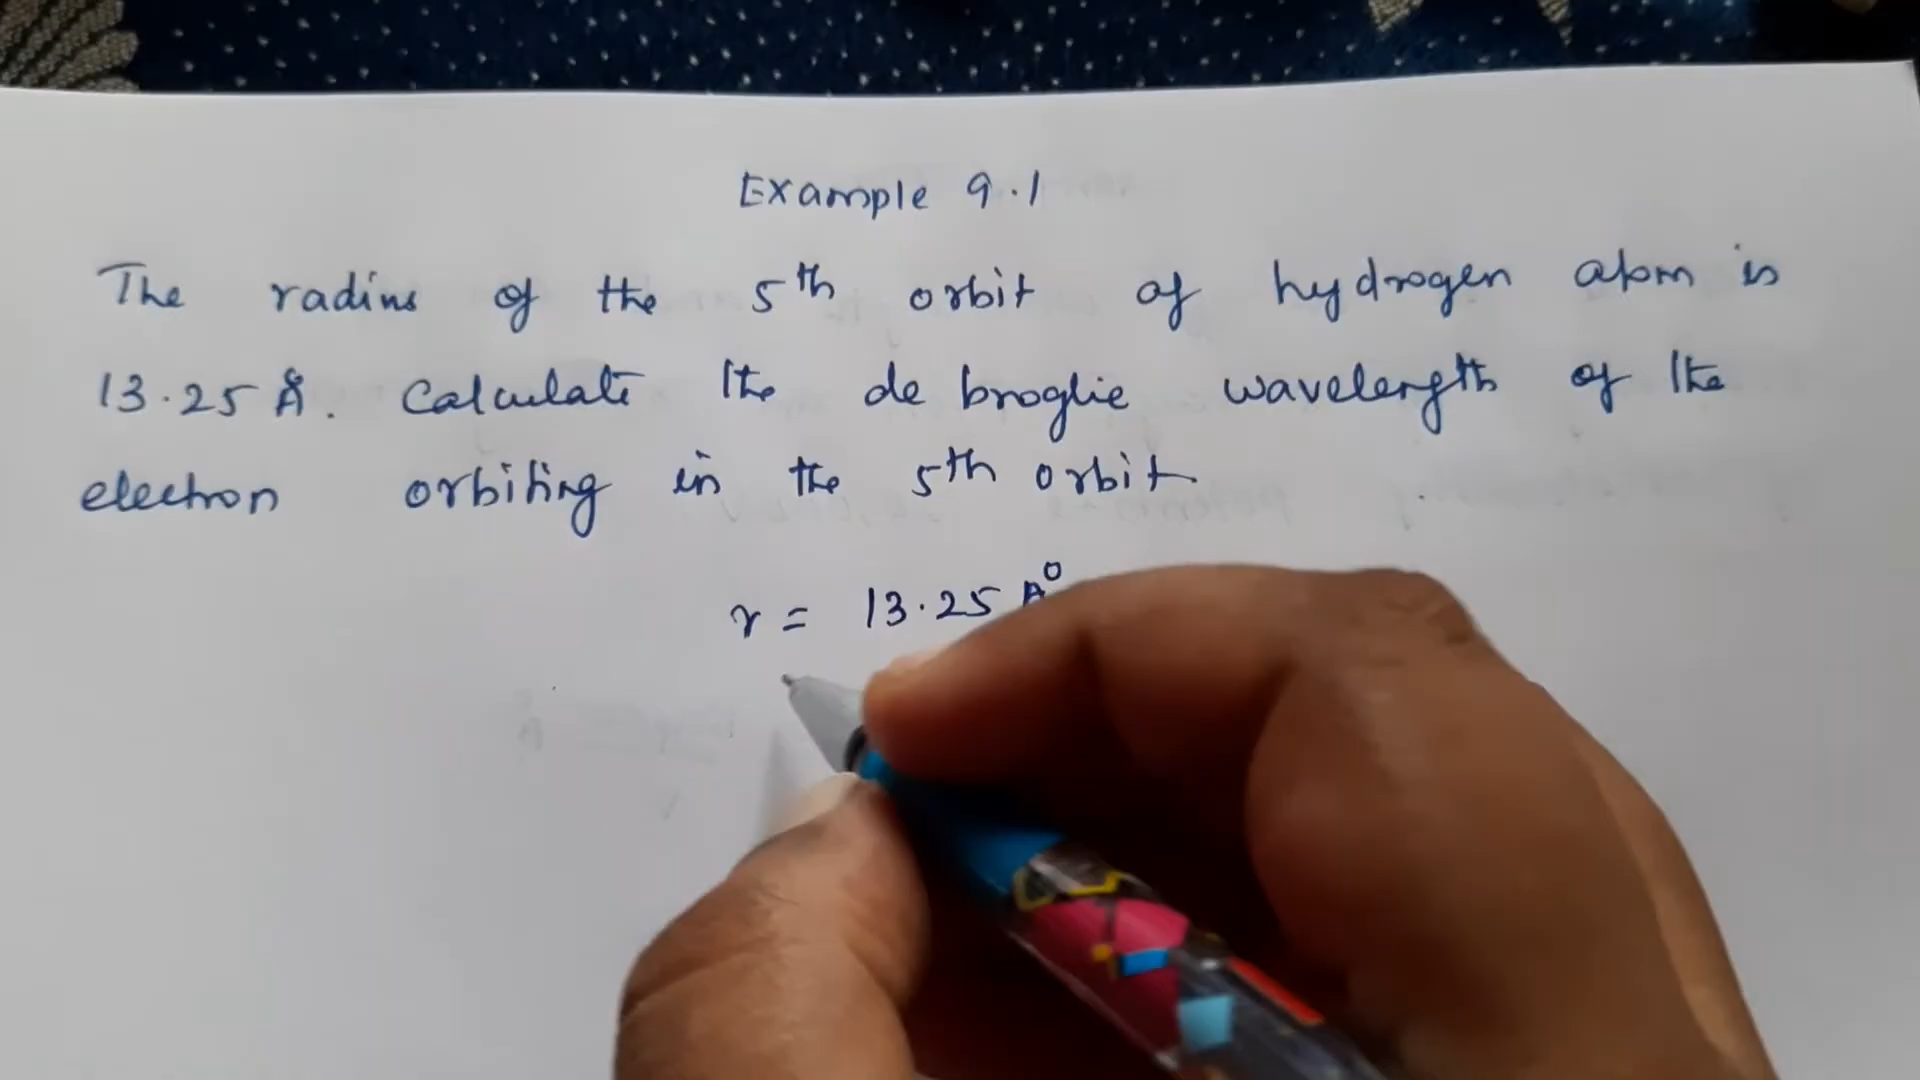 Example 9.1
The radius of the 5th orbit of hydrogen atom is
13.25 Å. Calculate the de broglie wavelength of the
electron orbiting in the 5th orbit
r = 13.25 A⁰